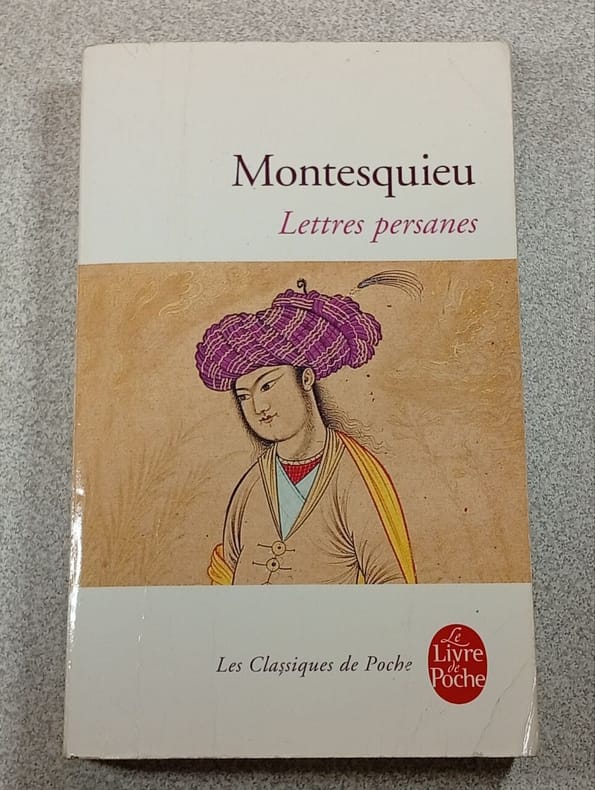 Montesquieu
Lettres persanes
Les Classiques de Poche
Le
Livre
de
Poche